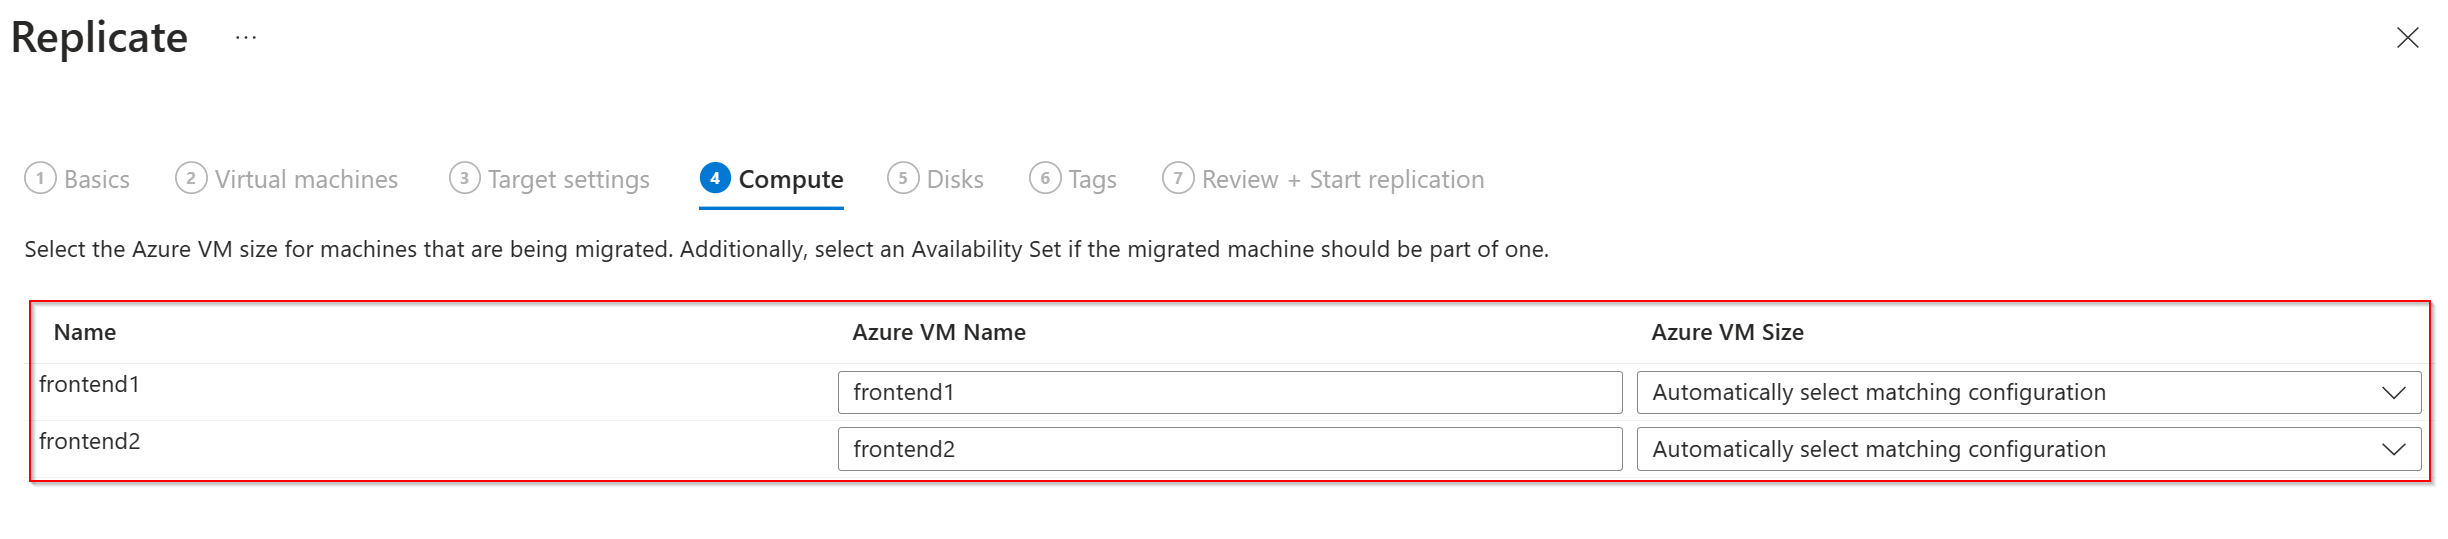 Replicate ...
1 Basics 2 Virtual machines 3 Target settings 4 Compute 5 Disks 6 Tags 7 Review + Start replication
Select the Azure VM size for machines that are being migrated. Additionally, select an Availability Set if the migrated machine should be part of one.
Name Azure VM Name Azure VM Size
frontend1 frontend1 Automatically select matching configuration
frontend2 frontend2 Automatically select matching configuration